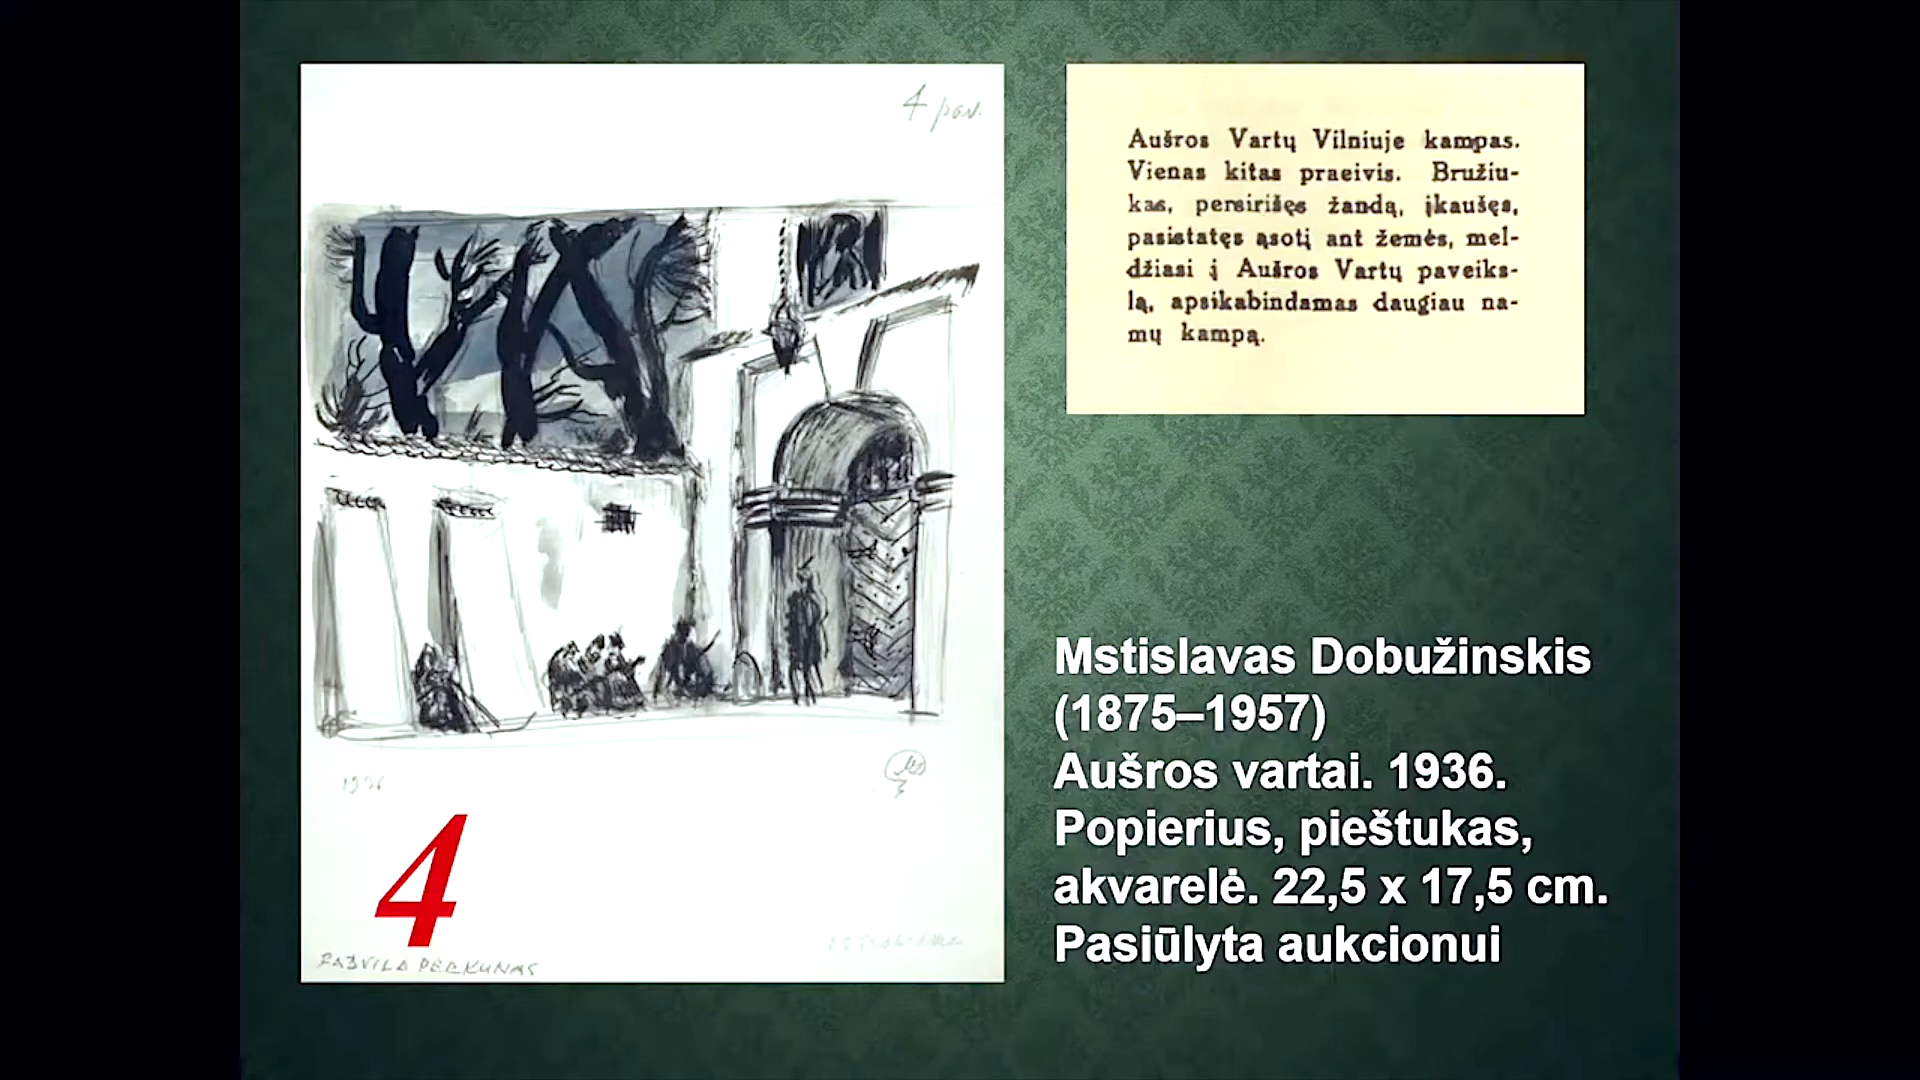 4 pav.
1936
4
RADVILA PERKUNAS
Aušros Vartų Vilniuje kampas.
Vienas kitas praeivis. Bružiu-
kas, persirišęs žandą, įkaušęs,
pasistatęs ąsotį ant žemės, mel-
džiasi į Aušros Vartų paveiks-
lą, apsikabindamas daugiau na-
mų kampą.
Mstislavas Dobužinskis
(1875–1957)
Aušros vartai. 1936.
Popierius, pieštukas,
akvarelė. 22,5 x 17,5 cm.
Pasiūlyta aukcionui